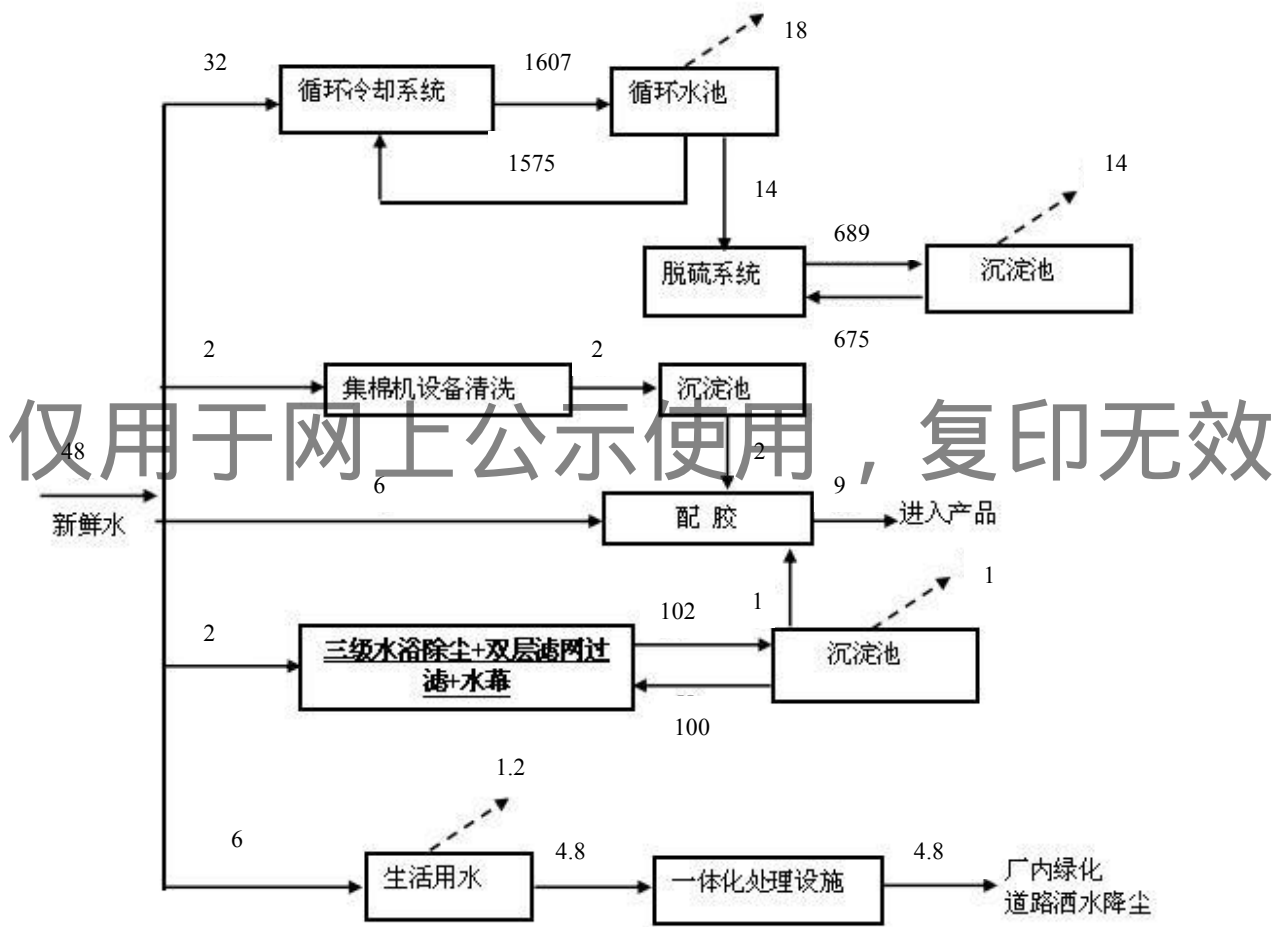 18
32
1607
循环冷却系统
循环水池
1575
14
14
689
脱硫系统
沉淀池
675
2
2
集棉机设备清洗
沉淀池
仅用于网上公示使用，复印无效
48
2
6
9
新鲜水
配 胶
进入产品
1
102
1
2
三级水浴除尘+双层滤网过
滤+水幕
沉淀池
100
1.2
6
4.8
4.8
生活用水
一体化处理设施
厂内绿化
道路洒水降尘